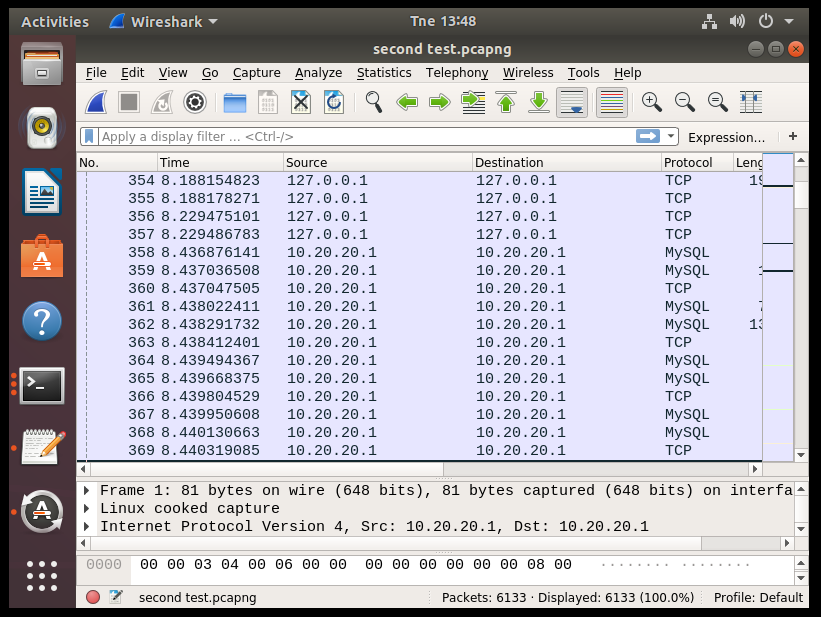 Activities Wireshark Tne 13:48
second test.pcapng
File Edit View Go Capture Analyze Statistics Telephony Wireless Tools Help
Apply a display filter ... <Ctrl-/> Expression... +
No. Time Source Destination Protocol Leng
354 8.188154823 127.0.0.1 127.0.0.1 TCP 19
355 8.188178271 127.0.0.1 127.0.0.1 TCP
356 8.229475101 127.0.0.1 127.0.0.1 TCP
357 8.229486783 127.0.0.1 127.0.0.1 TCP
358 8.436876141 10.20.20.1 10.20.20.1 MySQL
359 8.437036508 10.20.20.1 10.20.20.1 MySQL 1
360 8.437047505 10.20.20.1 10.20.20.1 TCP
361 8.438022411 10.20.20.1 10.20.20.1 MySQL 7
362 8.438291732 10.20.20.1 10.20.20.1 MySQL 13
363 8.438412401 10.20.20.1 10.20.20.1 TCP
364 8.439494367 10.20.20.1 10.20.20.1 MySQL
365 8.439668375 10.20.20.1 10.20.20.1 MySQL
366 8.439804529 10.20.20.1 10.20.20.1 TCP
367 8.439950608 10.20.20.1 10.20.20.1 MySQL
368 8.440130663 10.20.20.1 10.20.20.1 MySQL
369 8.440319085 10.20.20.1 10.20.20.1 TCP
Frame 1: 81 bytes on wire (648 bits), 81 bytes captured (648 bits) on interfa
Linux cooked capture
Internet Protocol Version 4, Src: 10.20.20.1, Dst: 10.20.20.1
0000 00 00 03 04 00 06 00 00 00 00 00 00 00 00 08 00 ········ ········
second test.pcapng Packets: 6133 · Displayed: 6133 (100.0%) Profile: Default